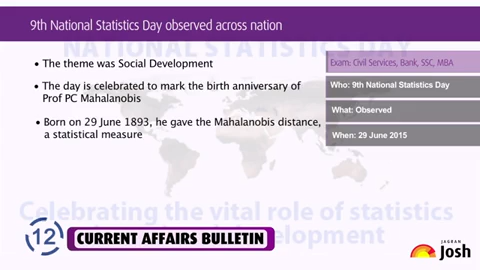 9th National Statistics Day observed across nation
NATIONAL STATISTICS DAY
• The theme was Social Development
• The day is celebrated to mark the birth anniversary of
Prof PC Mahalanobis
• Born on 29 June 1893, he gave the Mahalanobis distance,
a statistical measure
Exam: Civil Services, Bank, SSC, MBA
Who: 9th National Statistics Day
What: Observed
When: 29 June 2015
Celebrating the vital role of statistics
12
CURRENT AFFAIRS BULLETIN
JAGRAN
Josh